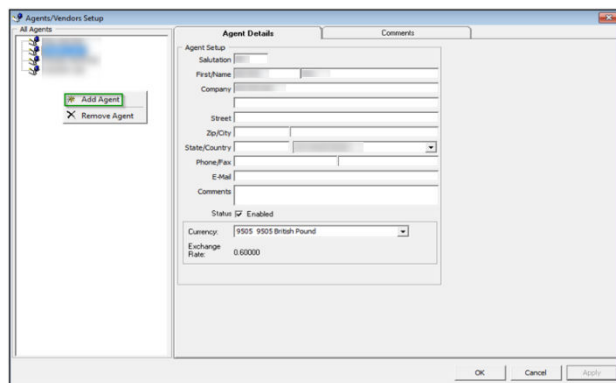 Agents/Vendors Setup
All Agents
Agent Details
Comments
Add Agent
Remove Agent
Agent Setup
Salutation
First/Name
Company
Street
Zip/City
State/Country
Phone/Fax
E-Mail
Comments
Status Enabled
Currency: 9505 9505 British Pound
Exchange
Rate: 0.60000
OK Cancel Apply